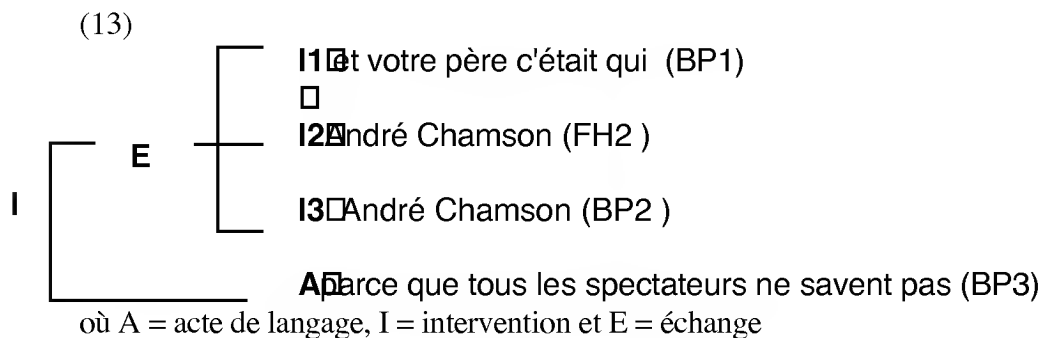 (13)
I1 et votre père c'était qui (BP1)
I2 André Chamson (FH2 )
E
I
I3 André Chamson (BP2 )
A parce que tous les spectateurs ne savent pas (BP3)
où A = acte de langage, I = intervention et E = échange